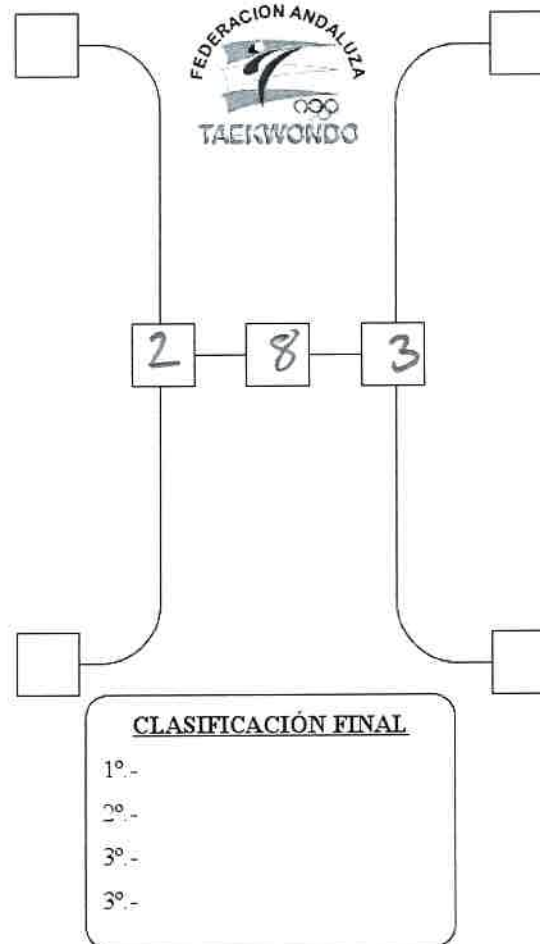 FEDERACION ANDALUZA
TAEKWONDO
2 8 3
CLASIFICACIÓN FINAL
1º.-
2º.-
3º.-
3º.-